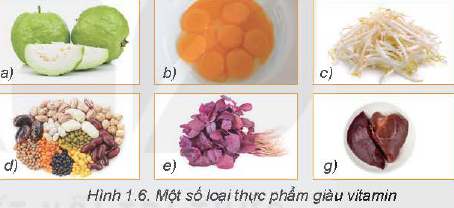 a)
b)
c)
d)
e)
g)
Hình 1.6. Một số loại thực phẩm giàu vitamin